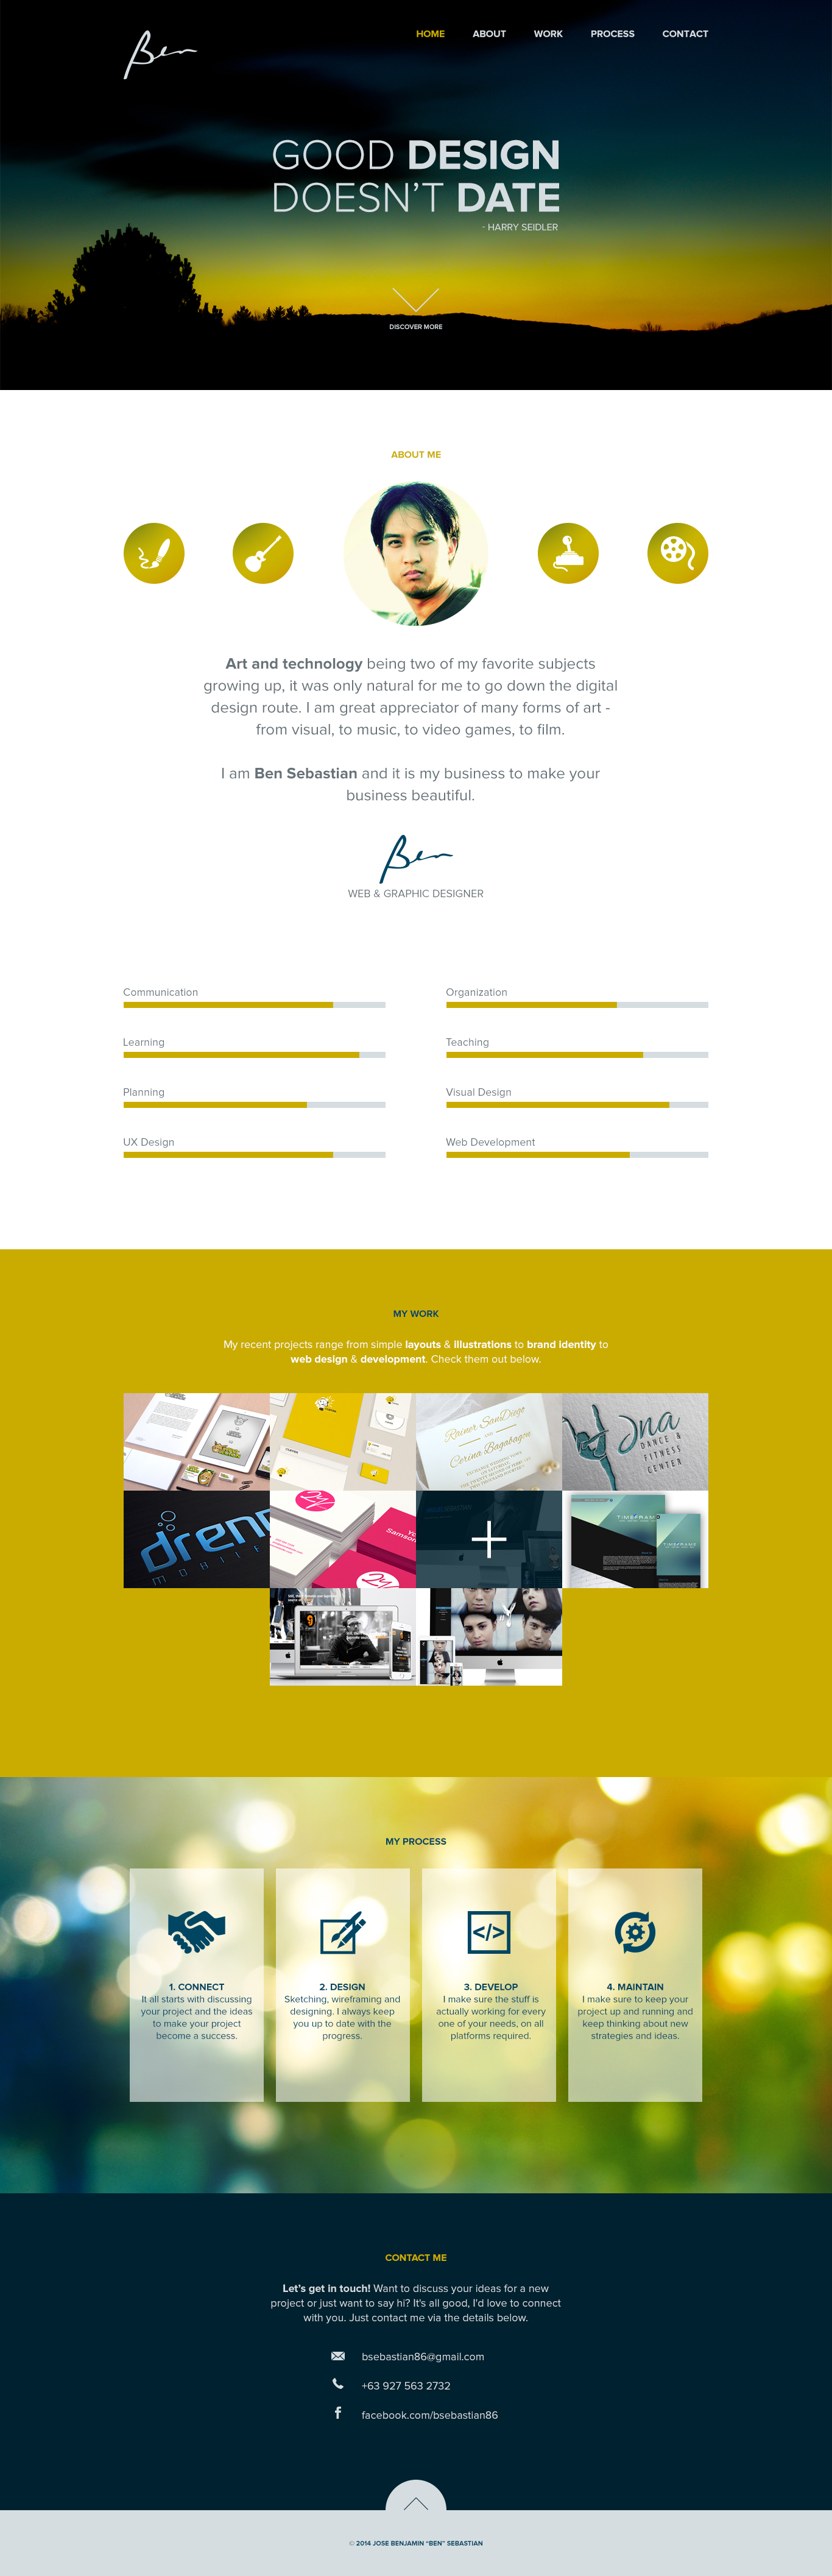 Ben
HOME ABOUT WORK PROCESS CONTACT
GOOD DESIGN
DOESN'T DATE
- HARRY SEIDLER
DISCOVER MORE
ABOUT ME
Art and technology being two of my favorite subjects
growing up, it was only natural for me to go down the digital
design route. I am great appreciator of many forms of art -
from visual, to music, to video games, to film.
I am Ben Sebastian and it is my business to make your
business beautiful.
Ben
WEB & GRAPHIC DESIGNER
Communication
Organization
Learning
Teaching
Planning
Visual Design
UX Design
Web Development
MY WORK
My recent projects range from simple layouts & illustrations to brand identity to
web design & development. Check them out below.
Rainer SanDiego
AND
Cerina Bagabagon
dna
DANCE &
FITNESS
CENTER
TIMEFRAME
TIMEFRAME
MY PROCESS
1. CONNECT
It all starts with discussing
your project and the ideas
to make your project
become a success.
2. DESIGN
Sketching, wireframing and
designing. I always keep
you up to date with the
progress.
</>
3. DEVELOP
I make sure the stuff is
actually working for every
one of your needs, on all
platforms required.
4. MAINTAIN
I make sure to keep your
project up and running and
keep thinking about new
strategies and ideas.
CONTACT ME
Let's get in touch! Want to discuss your ideas for a new
project or just want to say hi? It's all good, I'd love to connect
with you. Just contact me via the details below.
bsebastian86@gmail.com
+63 927 563 2732
f facebook.com/bsebastian86
© 2014 JOSE BENJAMIN "BEN" SEBASTIAN